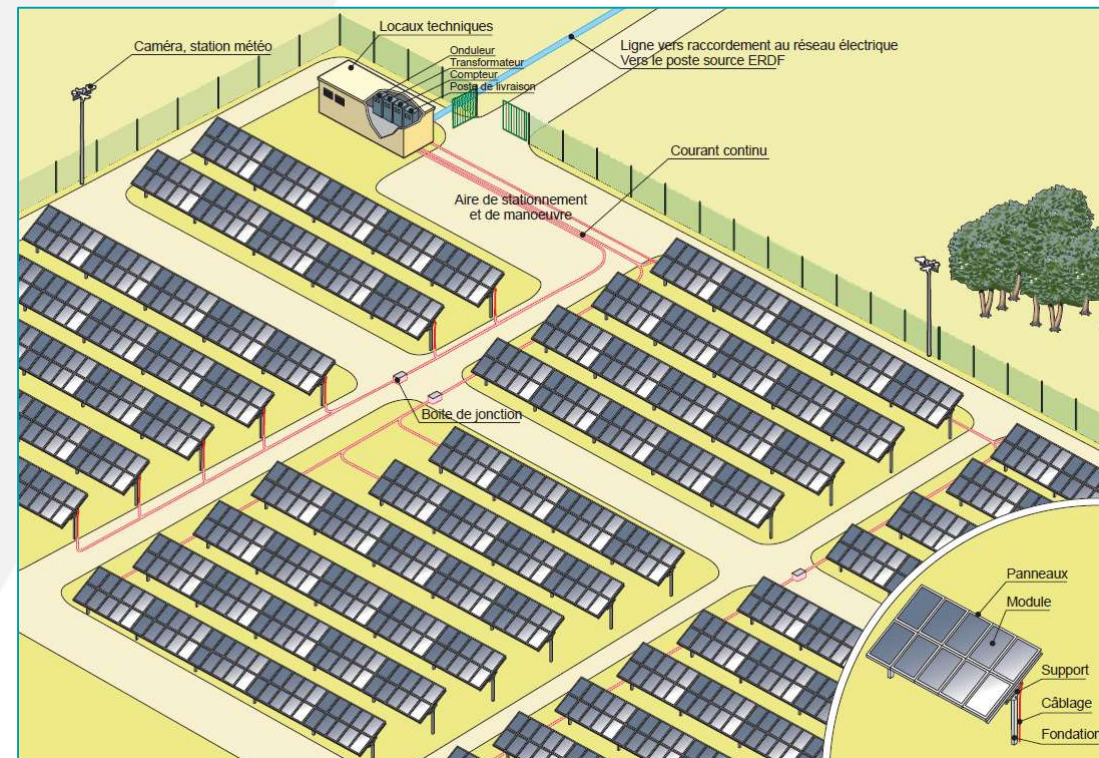 Locaux techniques
Caméra, station météo
Onduleur
Transformateur
Compteur
Poste de livraison
Ligne vers raccordement au réseau électrique
Vers le poste source ERDF
Courant continu
Aire de stationnement
et de manoeuvre
Boite de jonction
Panneaux
Module
Support
Câblage
Fondation